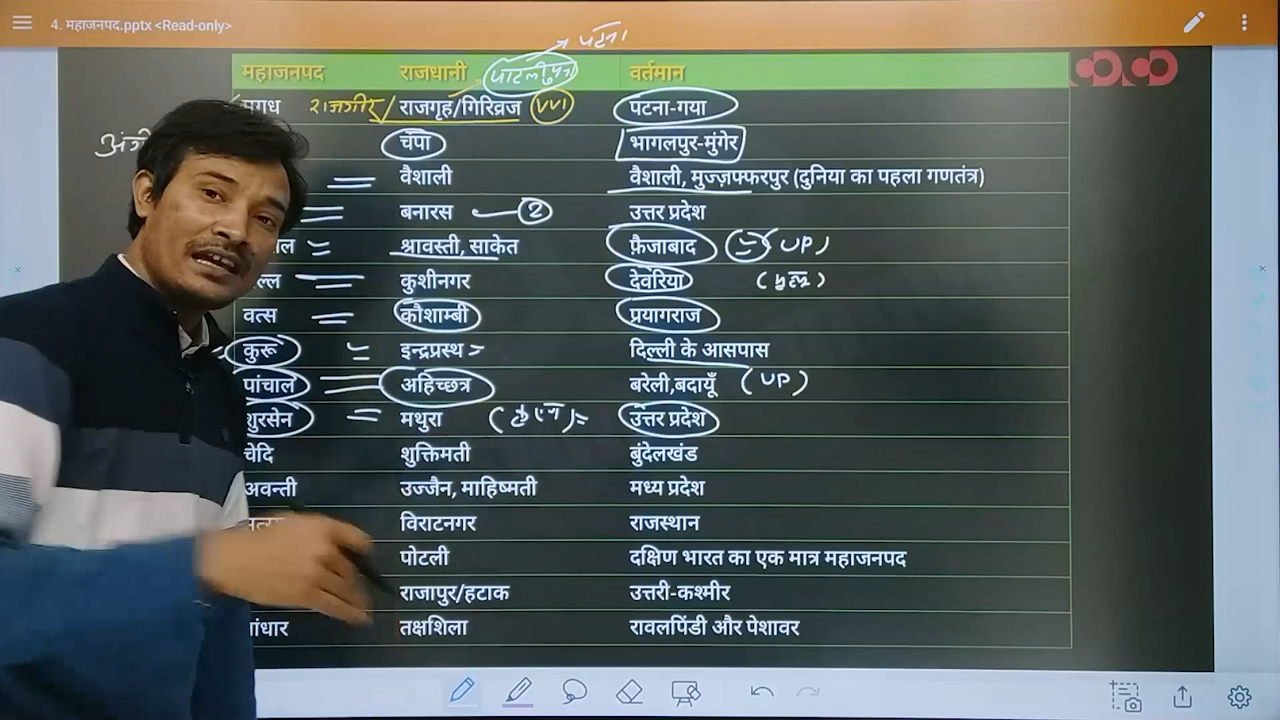 4. महाजनपद.pptx <Read-only>
पटना
महाजनपद राजधानी पाटलीपुत्र वर्तमान
मगध राजगीर राजगृह/गिरिव्रज VVI पटना-गया
चंपा भागलपुर-मुंगेर
वैशाली वैशाली, मुज्ज़फ्फरपुर (दुनिया का पहला गणतंत्र)
बनारस 2 उत्तर प्रदेश
श्रावस्ती, साकेत फ़ैजाबाद (UP)
कुशीनगर देवरिया
वत्स कौशाम्बी प्रयागराज
कुरू इन्द्रप्रस्थ दिल्ली के आसपास
पांचाल अहिच्छत्र बरेली,बदायूँ (UP)
शुरसेन मथुरा उत्तर प्रदेश
चेदि शुक्तिमती बुंदेलखंड
अवन्ती उज्जैन, माहिष्मती मध्य प्रदेश
विराटनगर राजस्थान
पोटली दक्षिण भारत का एक मात्र महाजनपद
राजापुर/हटाक उत्तरी-कश्मीर
गांधार तक्षशिला रावलपिंडी और पेशावर